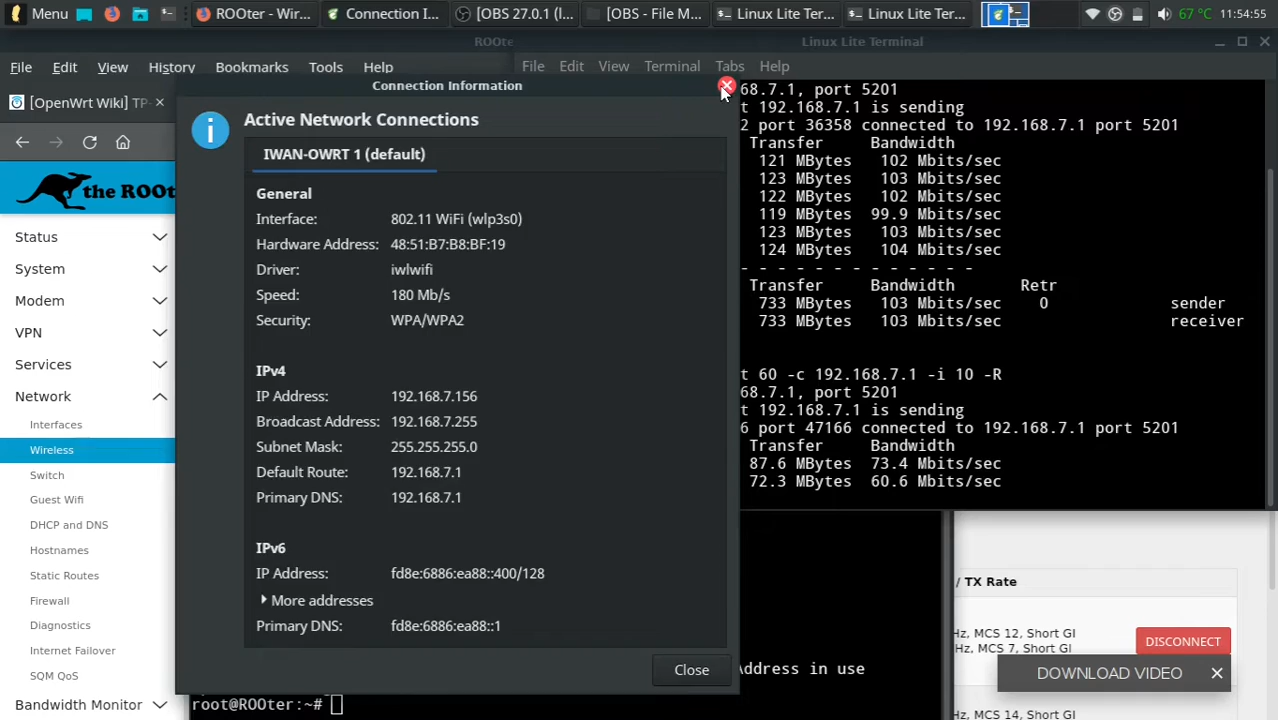 Menu
ROOter - Wir...
Connection I...
[OBS 27.0.1 (l...
[OBS - File M...
Linux Lite Ter...
Linux Lite Ter...
67 °C
11:54:55
ROOte
Linux Lite Terminal
File Edit View History Bookmarks Tools Help
File Edit View Terminal Tabs Help
[OpenWrt Wiki] TP-
the ROOt
Status
System
Modem
VPN
Services
Network
Interfaces
Wireless
Switch
Guest Wifi
DHCP and DNS
Hostnames
Static Routes
Firewall
Diagnostics
Internet Failover
SQM QoS
Bandwidth Monitor
Connection Information
Active Network Connections
IWAN-OWRT 1 (default)
General
Interface: 802.11 WiFi (wlp3s0)
Hardware Address: 48:51:B7:B8:BF:19
Driver: iwlwifi
Speed: 180 Mb/s
Security: WPA/WPA2
IPv4
IP Address: 192.168.7.156
Broadcast Address: 192.168.7.255
Subnet Mask: 255.255.255.0
Default Route: 192.168.7.1
Primary DNS: 192.168.7.1
IPv6
IP Address: fd8e:6886:ea88::400/128
More addresses
Primary DNS: fd8e:6886:ea88::1
Close
68.7.1, port 5201
t 192.168.7.1 is sending
2 port 36358 connected to 192.168.7.1 port 5201
Transfer Bandwidth
121 MBytes 102 Mbits/sec
123 MBytes 103 Mbits/sec
122 MBytes 102 Mbits/sec
119 MBytes 99.9 Mbits/sec
123 MBytes 103 Mbits/sec
124 MBytes 104 Mbits/sec
- - - - - - - - - - - - -
Transfer Bandwidth Retr
733 MBytes 103 Mbits/sec 0 sender
733 MBytes 103 Mbits/sec receiver
t 60 -c 192.168.7.1 -i 10 -R
68.7.1, port 5201
t 192.168.7.1 is sending
6 port 47166 connected to 192.168.7.1 port 5201
Transfer Bandwidth
87.6 MBytes 73.4 Mbits/sec
72.3 MBytes 60.6 Mbits/sec
Address in use
root@ROOter:~#
/ TX Rate
Hz, MCS 12, Short GI
Hz, MCS 7, Short GI
DISCONNECT
DOWNLOAD VIDEO
Hz, MCS 14, Short GI